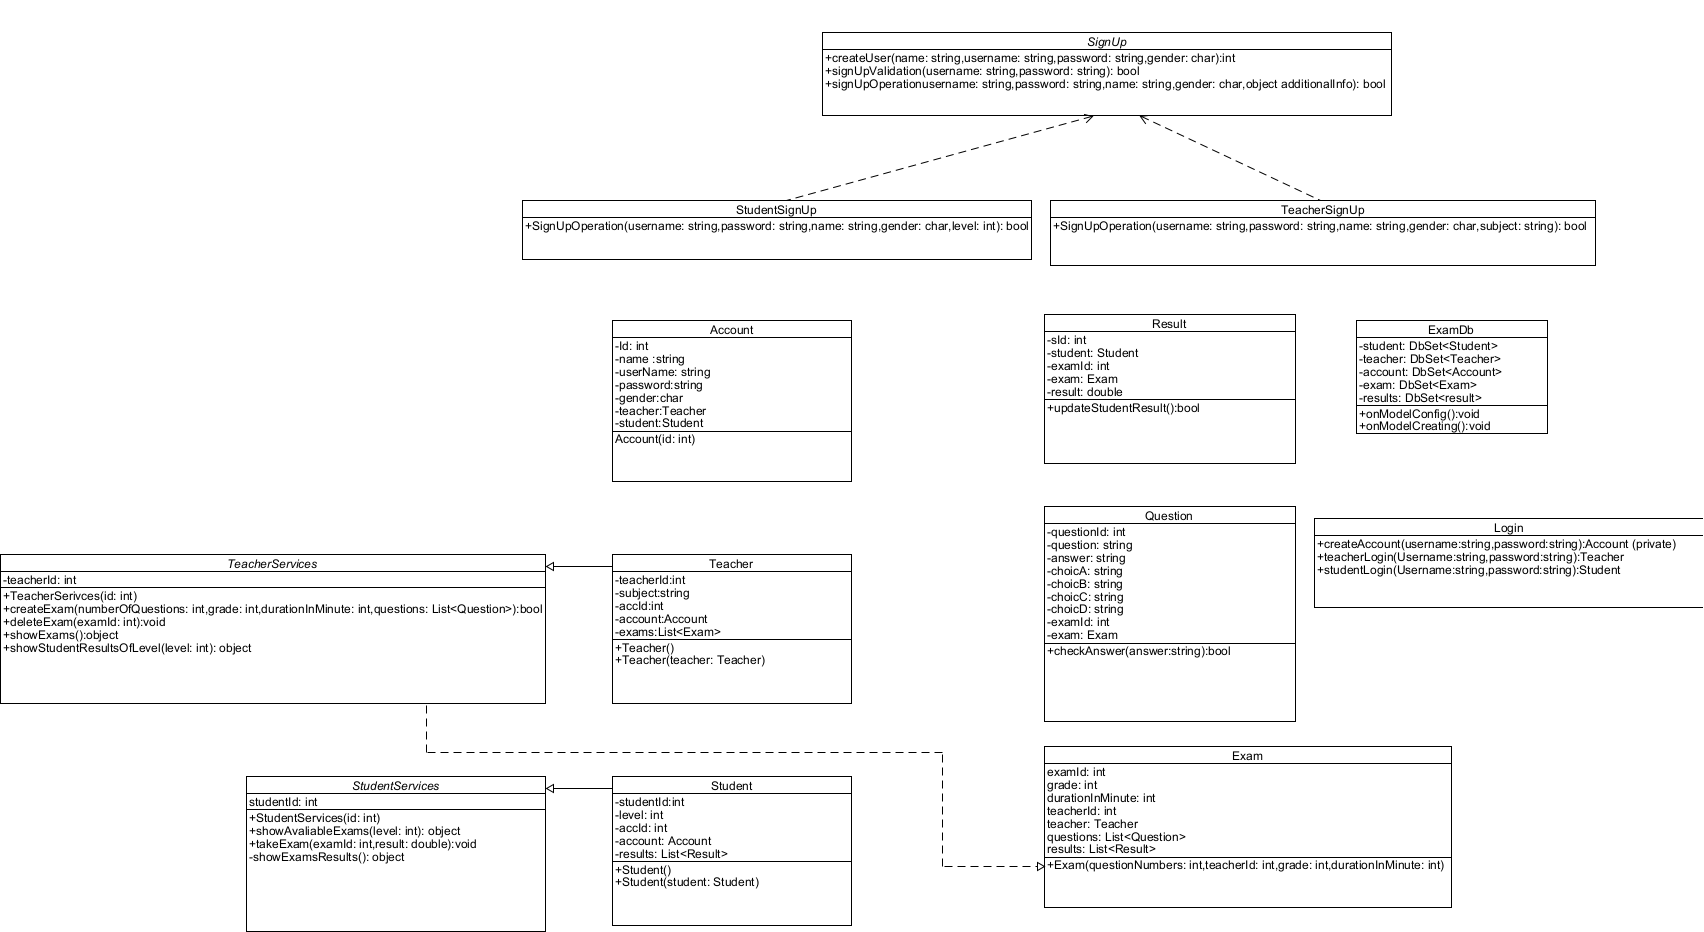 SignUp
+createUser(name: string,username: string,password: string,gender: char):int
+signUpValidation(username: string,password: string): bool
+signUpOperationusername: string,password: string,name: string,gender: char,object additionalInfo): bool
StudentSignUp
+SignUpOperation(username: string,password: string,name: string,gender: char,level: int): bool
TeacherSignUp
+SignUpOperation(username: string,password: string,name: string,gender: char,subject: string): bool
Account
-Id: int
-name :string
-userName: string
-password:string
-gender:char
-teacher:Teacher
-student:Student
Account(id: int)
Result
-sId: int
-student: Student
-examId: int
-exam: Exam
-result: double
+updateStudentResult():bool
ExamDb
-student: DbSet<Student>
-teacher: DbSet<Teacher>
-account: DbSet<Account>
-exam: DbSet<Exam>
-results: DbSet<result>
+onModelConfig():void
+onModelCreating():void
Question
-questionId: int
-question: string
-answer: string
-choicA: string
-choicB: string
-choicC: string
-choicD: string
-examId: int
-exam: Exam
+checkAnswer(answer:string):bool
Login
+createAccount(username:string,password:string):Account (private)
+teacherLogin(Username:string,password:string):Teacher
+studentLogin(Username:string,password:string):Student
TeacherServices
-teacherId: int
+TeacherSerivces(id: int)
+createExam(numberOfQuestions: int,grade: int,durationInMinute: int,questions: List<Question>):bool
+deleteExam(examId: int):void
+showExams():object
+showStudentResultsOfLevel(level: int): object
Teacher
-teacherId:int
-subject:string
-accId:int
-account:Account
-exams:List<Exam>
+Teacher()
+Teacher(teacher: Teacher)
StudentServices
studentId: int
+StudentServices(id: int)
+showAvaliableExams(level: int): object
+takeExam(examId: int,result: double):void
-showExamsResults(): object
Student
-studentId:int
-level: int
-accId: int
-account: Account
-results: List<Result>
+Student()
+Student(student: Student)
Exam
examId: int
grade: int
durationInMinute: int
teacherId: int
teacher: Teacher
questions: List<Question>
results: List<Result>
+Exam(questionNumbers: int,teacherId: int,grade: int,durationInMinute: int)